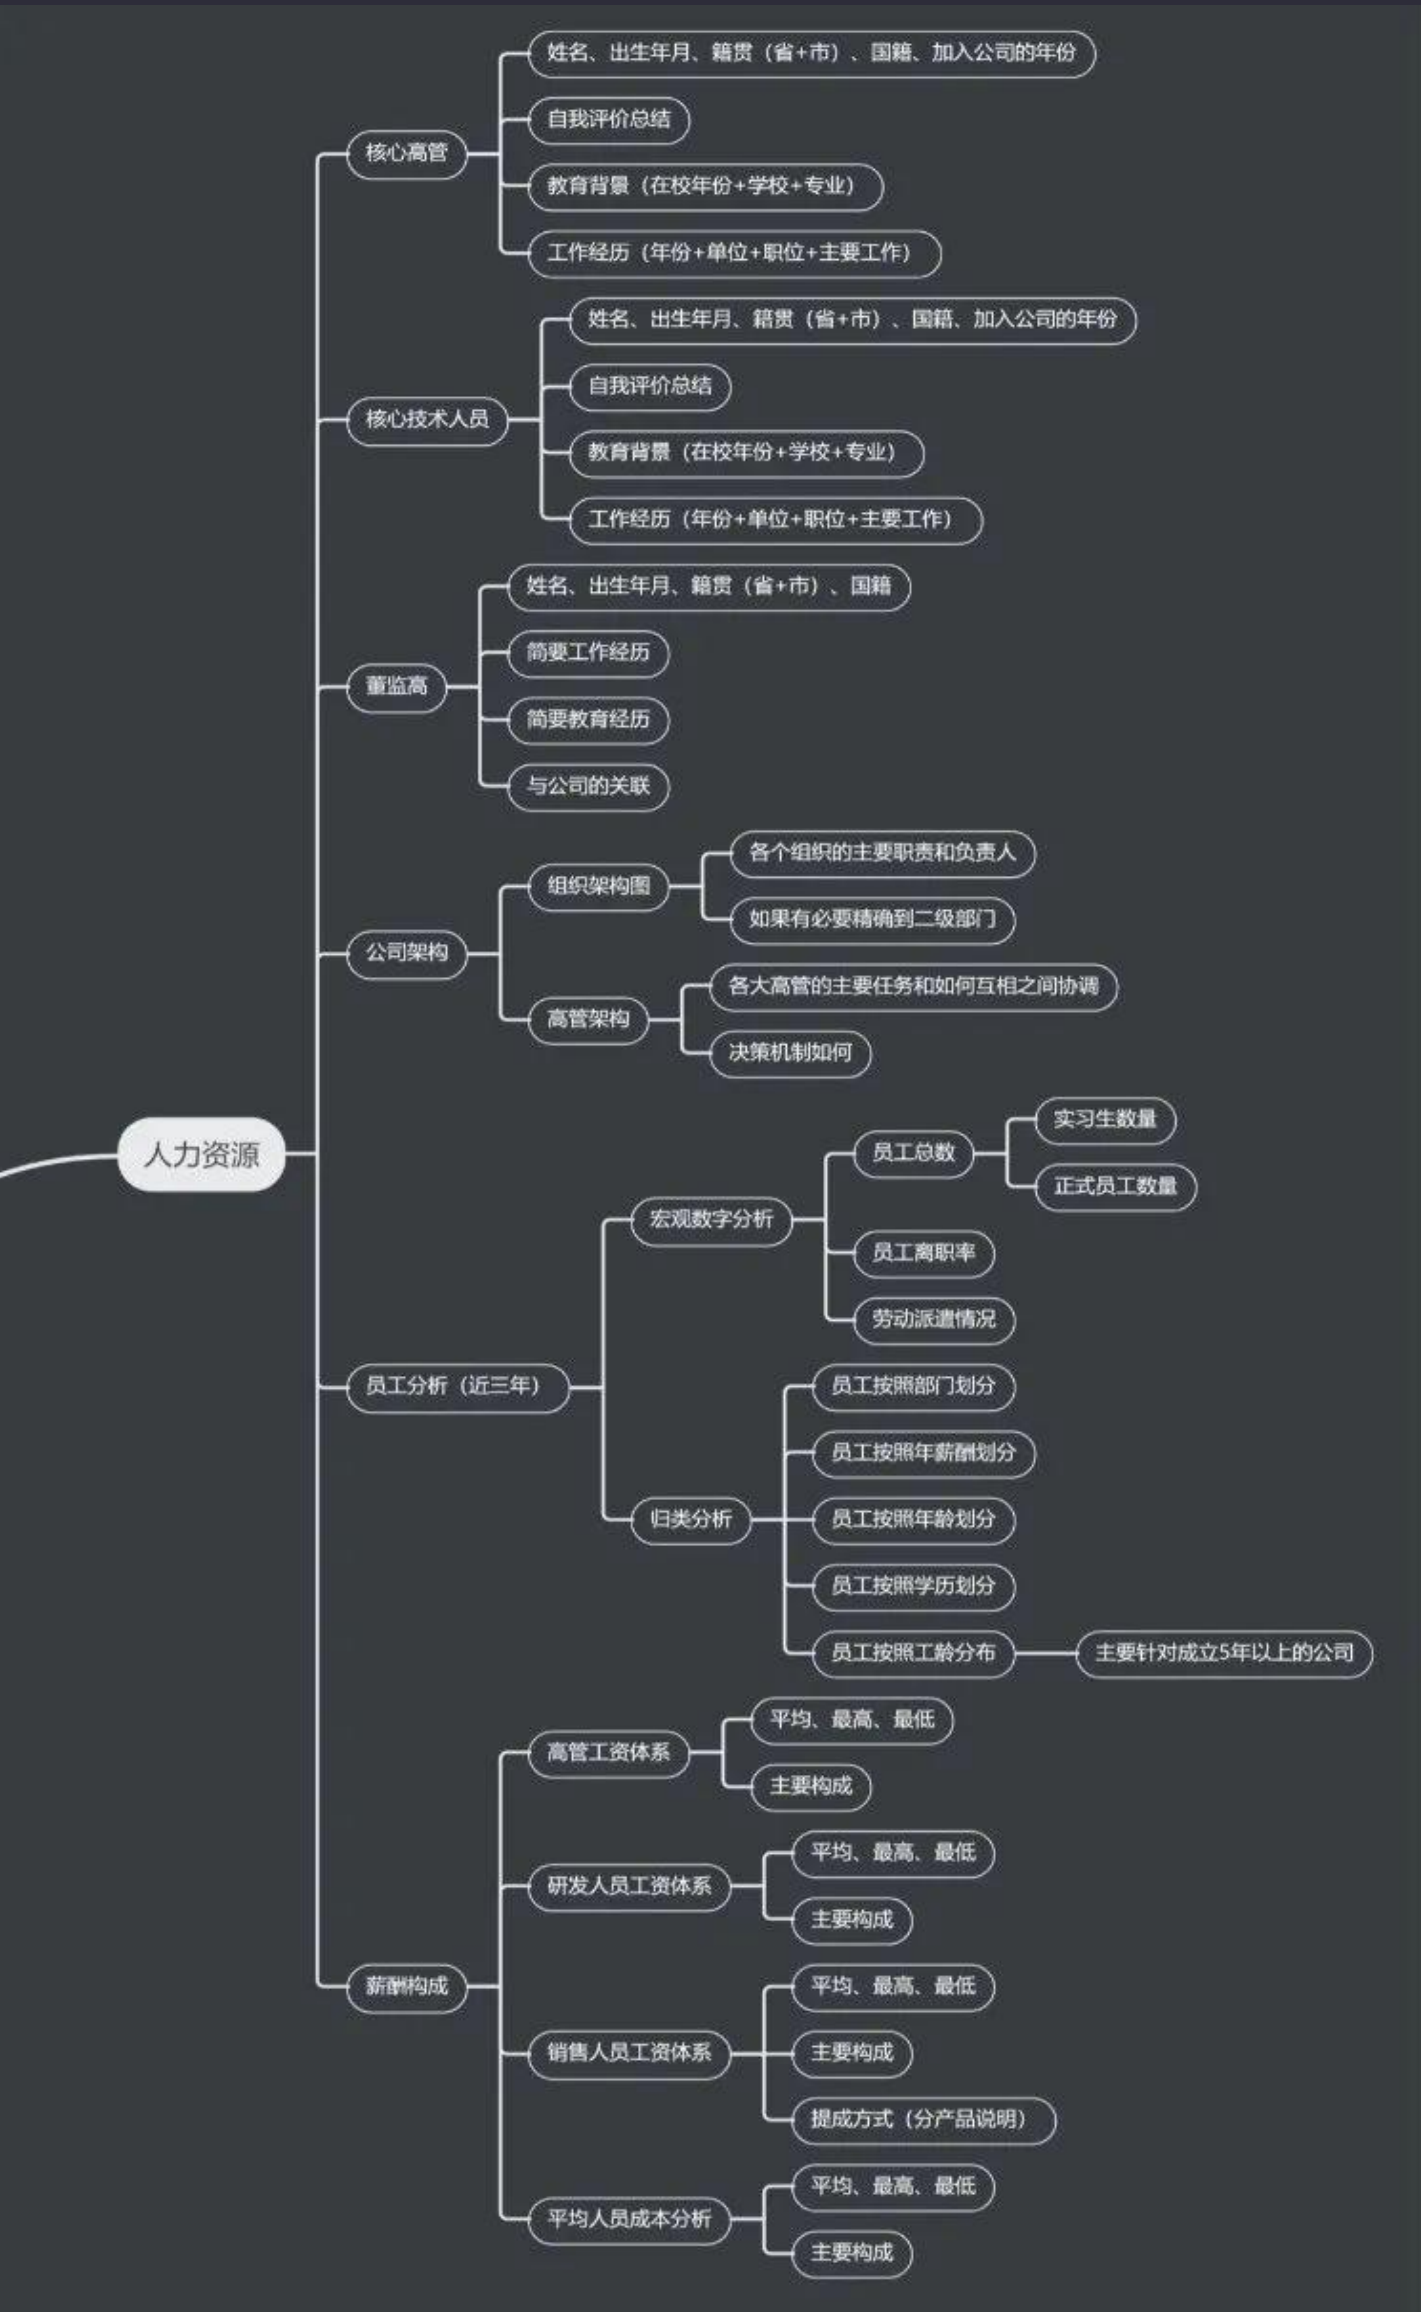 姓名、出生年月、籍贯（省+市）、国籍、加入公司的年份
自我评价总结
核心高管
教育背景（在校年份+学校+专业）
工作经历（年份+单位+职位+主要工作）
姓名、出生年月、籍贯（省+市）、国籍、加入公司的年份
自我评价总结
核心技术人员
教育背景（在校年份+学校+专业）
工作经历（年份+单位+职位+主要工作）
姓名、出生年月、籍贯（省+市）、国籍
简要工作经历
董监高
简要教育经历
与公司的关联
各个组织的主要职责和负责人
组织架构图
如果有必要精确到二级部门
公司架构
各大高管的主要任务和如何互相之间协调
高管架构
决策机制如何
人力资源
实习生数量
员工总数
正式员工数量
宏观数字分析
员工离职率
劳动派遣情况
员工分析（近三年）
员工按照部门划分
员工按照年薪酬划分
归类分析
员工按照年龄划分
员工按照学历划分
员工按照工龄分布
主要针对成立5年以上的公司
平均、最高、最低
高管工资体系
主要构成
平均、最高、最低
研发人员工资体系
主要构成
薪酬构成
平均、最高、最低
销售人员工资体系
主要构成
提成方式（分产品说明）
平均、最高、最低
平均人员成本分析
主要构成